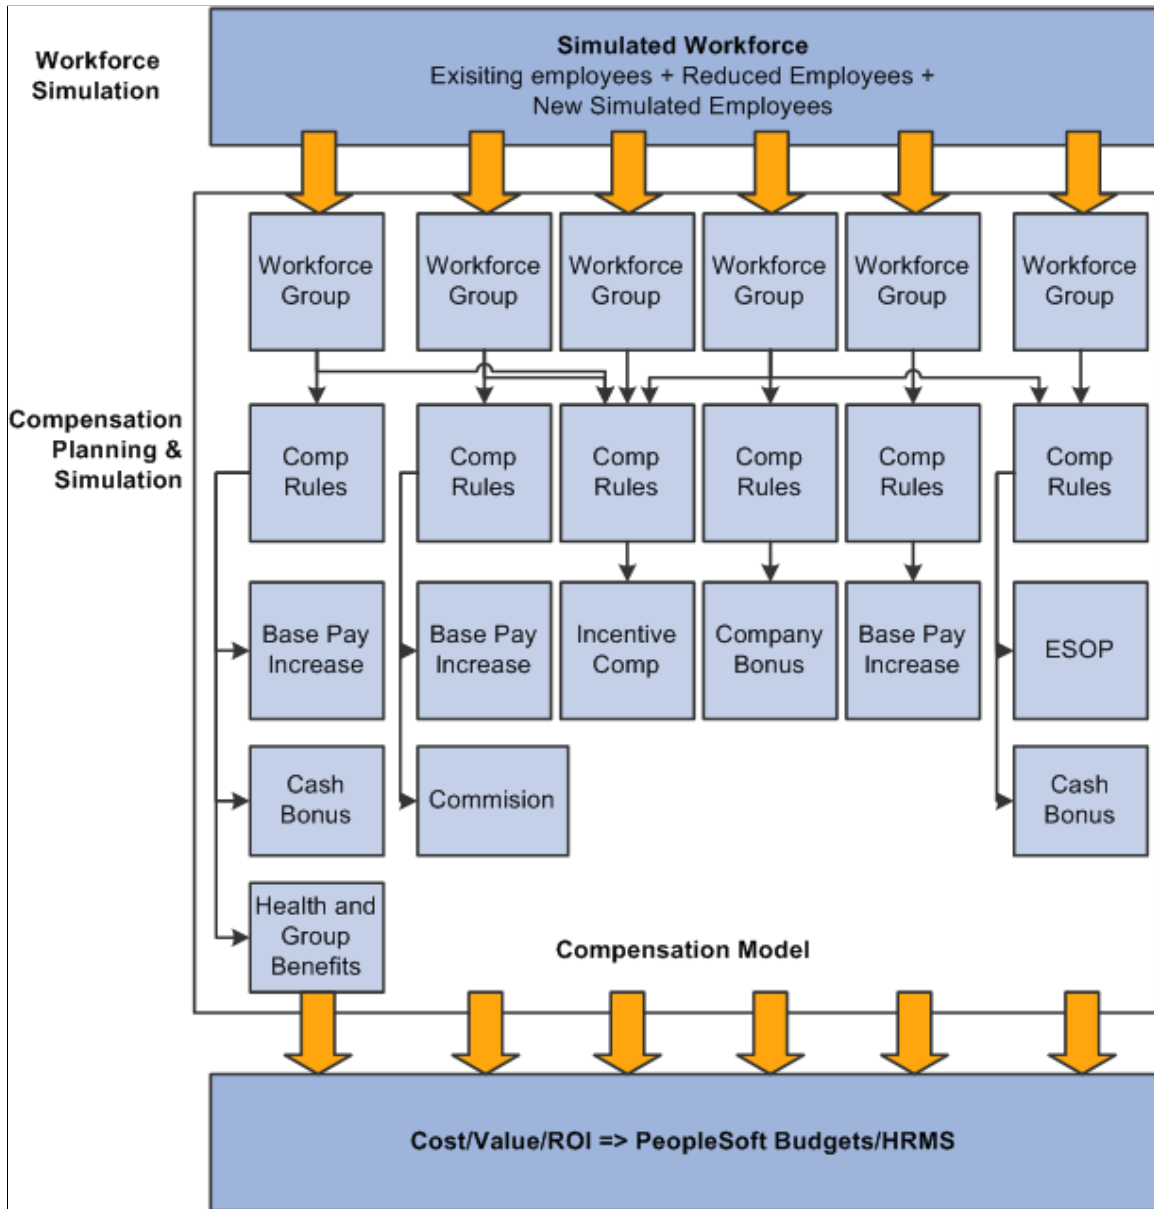 Workforce
Simulation
Simulated Workforce
Exisiting employees + Reduced Employees +
New Simulated Employees
Workforce
Group
Workforce
Group
Workforce
Group
Workforce
Group
Workforce
Group
Workforce
Group
Compensation
Planning &
Simulation
Comp
Rules
Comp
Rules
Comp
Rules
Comp
Rules
Comp
Rules
Comp
Rules
Base Pay
Increase
Base Pay
Increase
Incentive
Comp
Company
Bonus
Base Pay
Increase
ESOP
Cash
Bonus
Commision
Cash
Bonus
Health and
Group
Benefits
Compensation Model
Cost/Value/ROI => PeopleSoft Budgets/HRMS